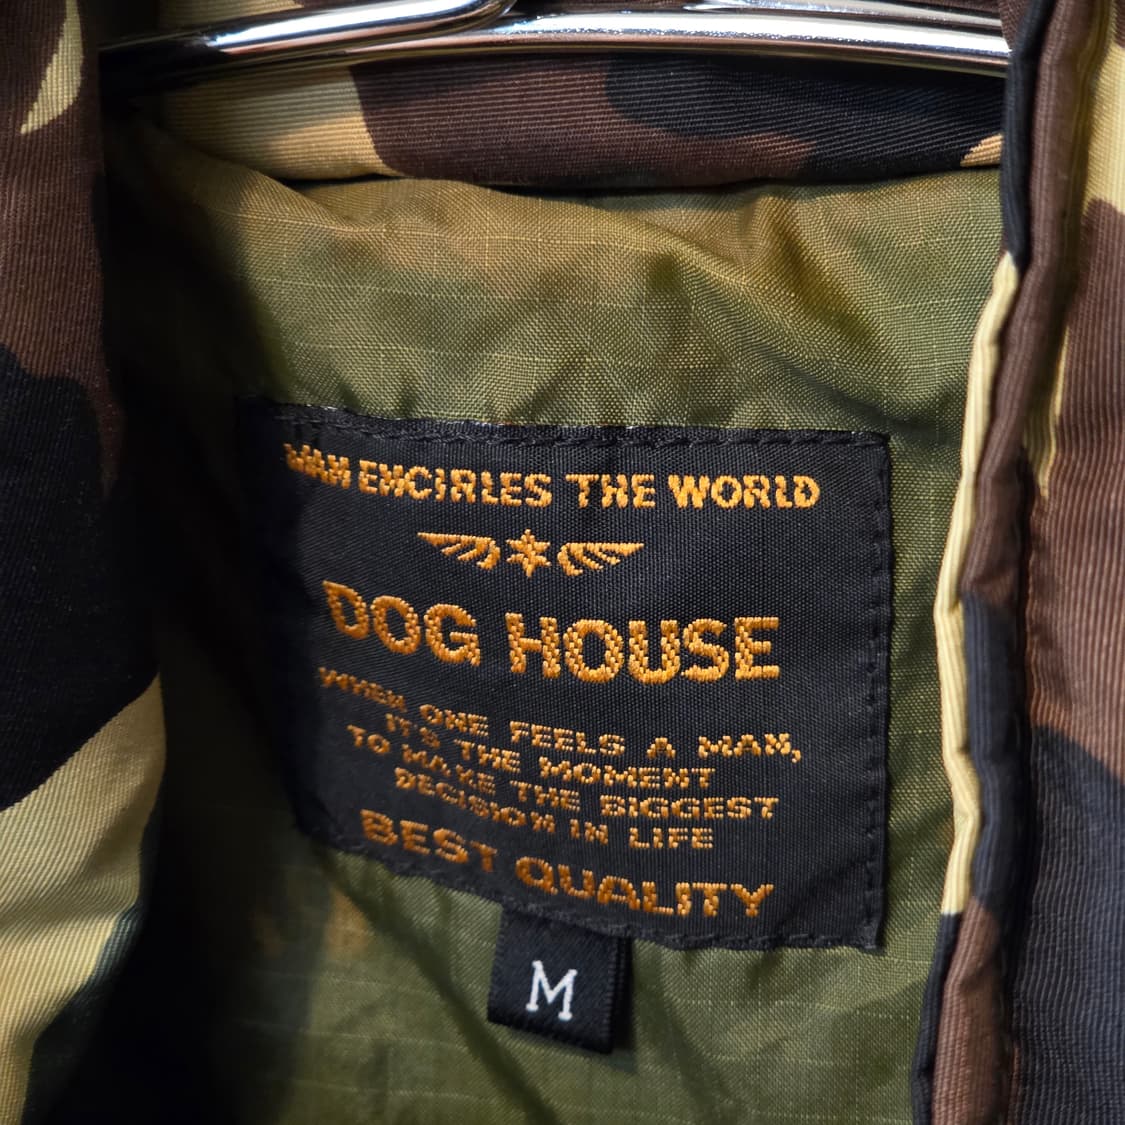 MAN ENCIRLES THE WORLD
DOG HOUSE
WHEN ONE FEELS A MAN,
IT'S THE MOMENT
TO MAKE THE BIGGEST
DECISION IN LIFE
BEST QUALITY
M